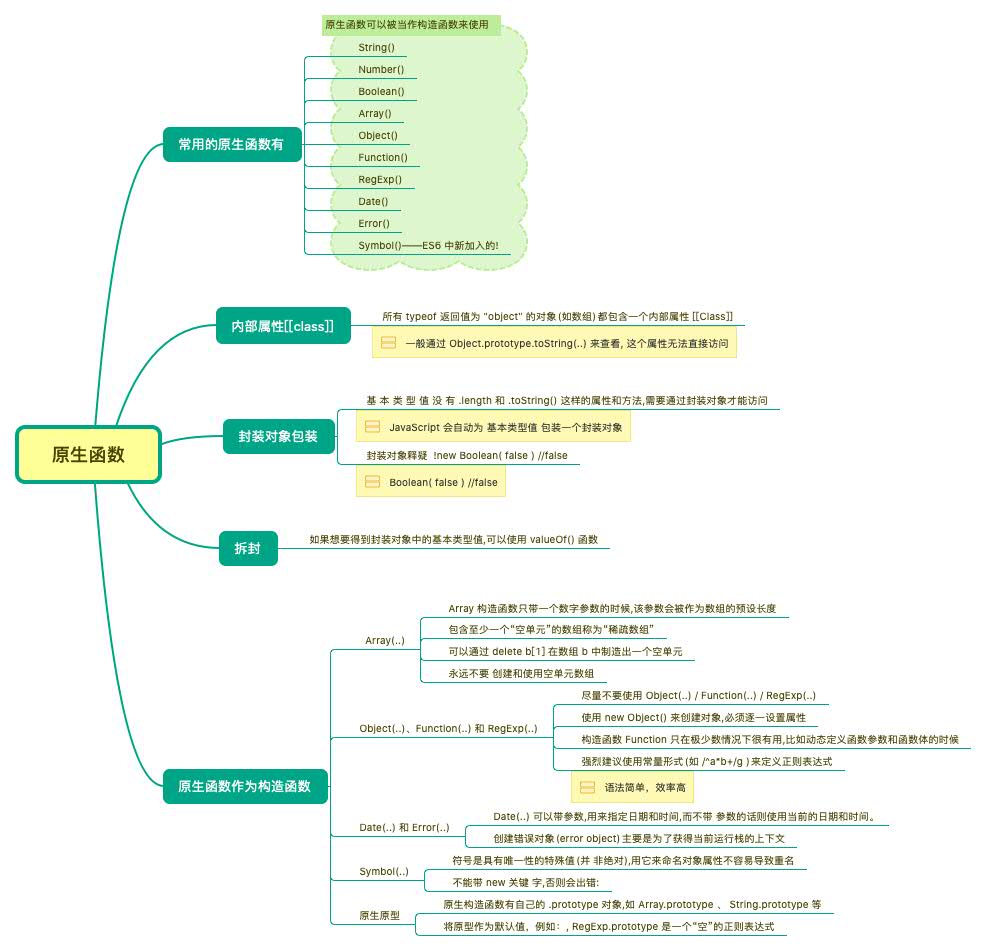 原生函数
常用的原生函数有
原生函数可以被当作构造函数来使用
String()
Number()
Boolean()
Array()
Object()
Function()
RegExp()
Date()
Error()
Symbol()——ES6 中新加入的!
内部属性[[class]]
所有 typeof 返回值为 "object" 的对象(如数组)都包含一个内部属性 [[Class]]
一般通过 Object.prototype.toString(..) 来查看, 这个属性无法直接访问
封装对象包装
基 本 类 型 值 没 有 .length 和 .toString() 这样的属性和方法,需要通过封装对象才能访问
JavaScript 会自动为 基本类型值 包装一个封装对象
封装对象释疑 !new Boolean( false ) //false
Boolean( false ) //false
拆封
如果想要得到封装对象中的基本类型值,可以使用 valueOf() 函数
原生函数作为构造函数
Array(..)
Array 构造函数只带一个数字参数的时候,该参数会被作为数组的预设长度
包含至少一个“空单元”的数组称为“稀疏数组”
可以通过 delete b[1] 在数组 b 中制造出一个空单元
永远不要 创建和使用空单元数组
Object(..)、Function(..) 和 RegExp(..)
尽量不要使用 Object(..) / Function(..) / RegExp(..)
使用 new Object() 来创建对象,必须逐一设置属性
构造函数 Function 只在极少数情况下很有用,比如动态定义函数参数和函数体的时候
强烈建议使用常量形式(如 /^a*b+/g )来定义正则表达式
语法简单，效率高
Date(..) 和 Error(..)
Date(..) 可以带参数,用来指定日期和时间,而不带 参数的话则使用当前的日期和时间。
创建错误对象(error object)主要是为了获得当前运行栈的上下文
Symbol(..)
符号是具有唯一性的特殊值(并 非绝对),用它来命名对象属性不容易导致重名
不能带 new 关键 字,否则会出错:
原生原型
原生构造函数有自己的 .prototype 对象,如 Array.prototype 、 String.prototype 等
将原型作为默认值，例如：, RegExp.prototype 是一个“空”的正则表达式